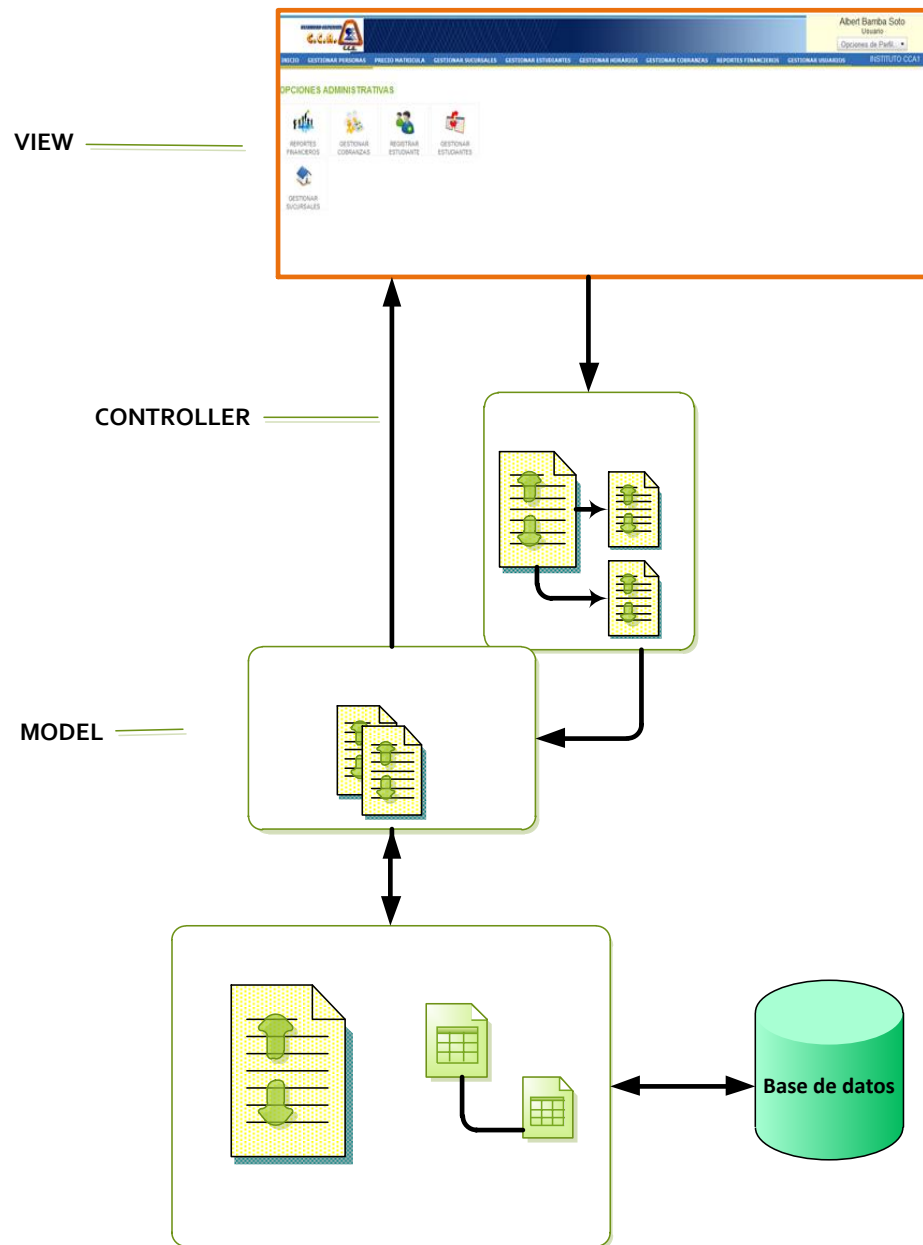 C.C.A.
Albert Bamba Soto
Usuario
Opciones de Perfil...
INICIO GESTIONAR PERSONAS PRECIO MATRICULA GESTIONAR SUCURSALES GESTIONAR ESTUDIANTES GESTIONAR HORARIOS GESTIONAR COBRANZAS REPORTES FINANCIEROS GESTIONAR USUARIOS INSTITUTO CCA1
OPCIONES ADMINISTRATIVAS
VIEW
REPORTES GESTIONAR REGISTRAR GESTIONAR
FINANCIEROS COBRANZAS ESTUDIANTE ESTUDIANTES
GESTIONAR
SUCUREALES
CONTROLLER
MODEL
Base de datos